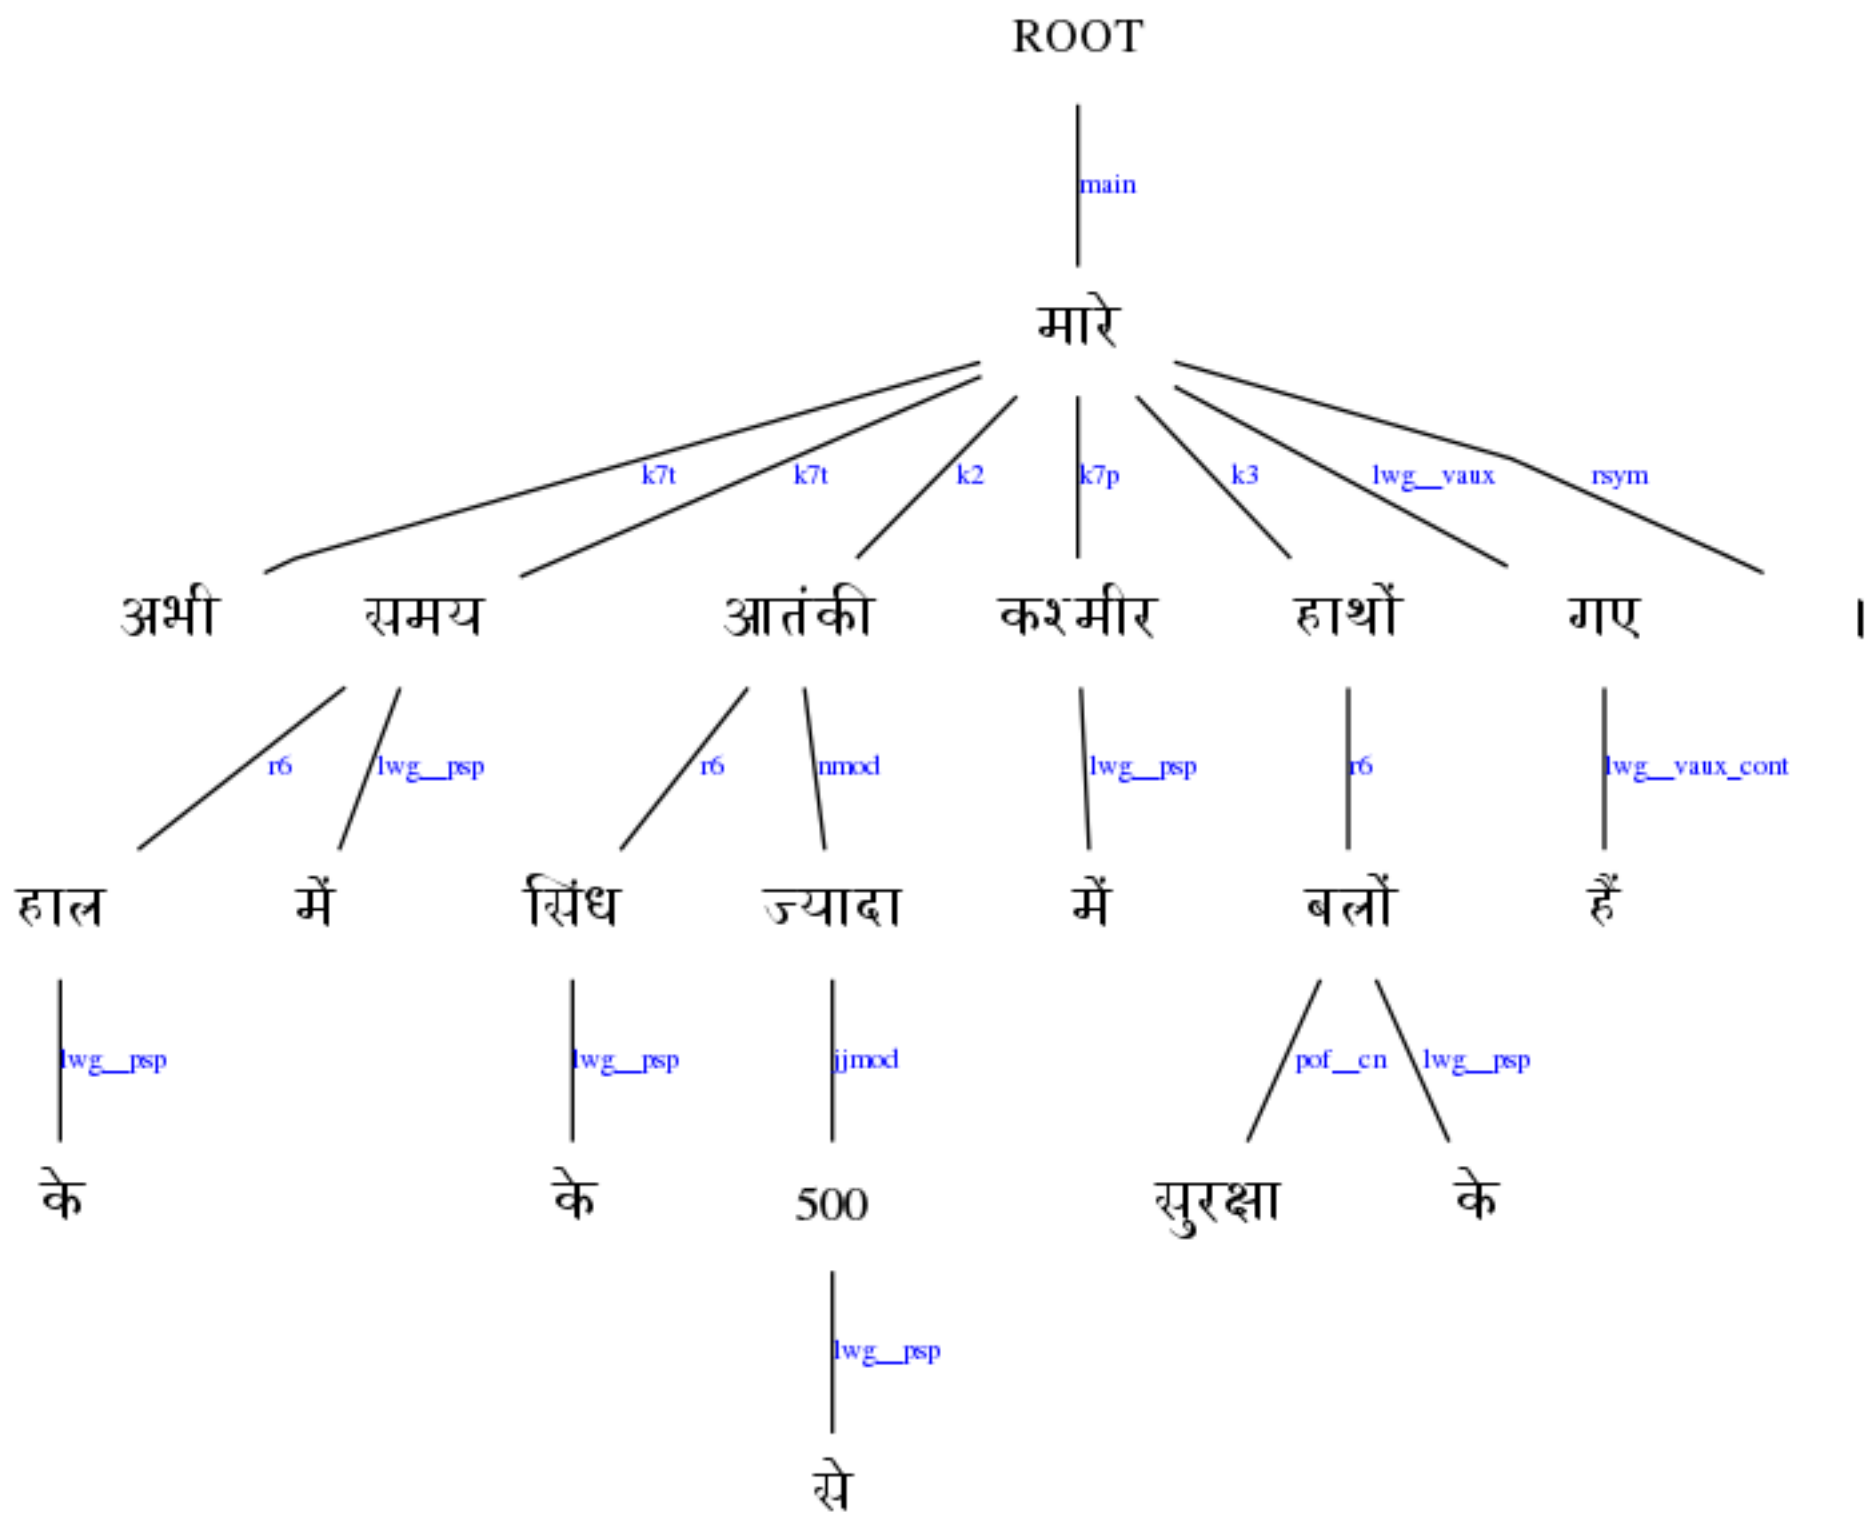 ROOT
main
मारे
k7t k7t k2 k7p k3 lwg__vaux rsym
अभी समय आतंकी कश्मीर हाथों गए ।
r6 lwg__psp r6 nmod lwg__psp r6 lwg__vaux_cont
हाल में सिंध ज्यादा में बलों हैं
lwg__psp lwg__psp jjmod pof__cn lwg__psp
के के 500 सुरक्षा के
lwg__psp
से